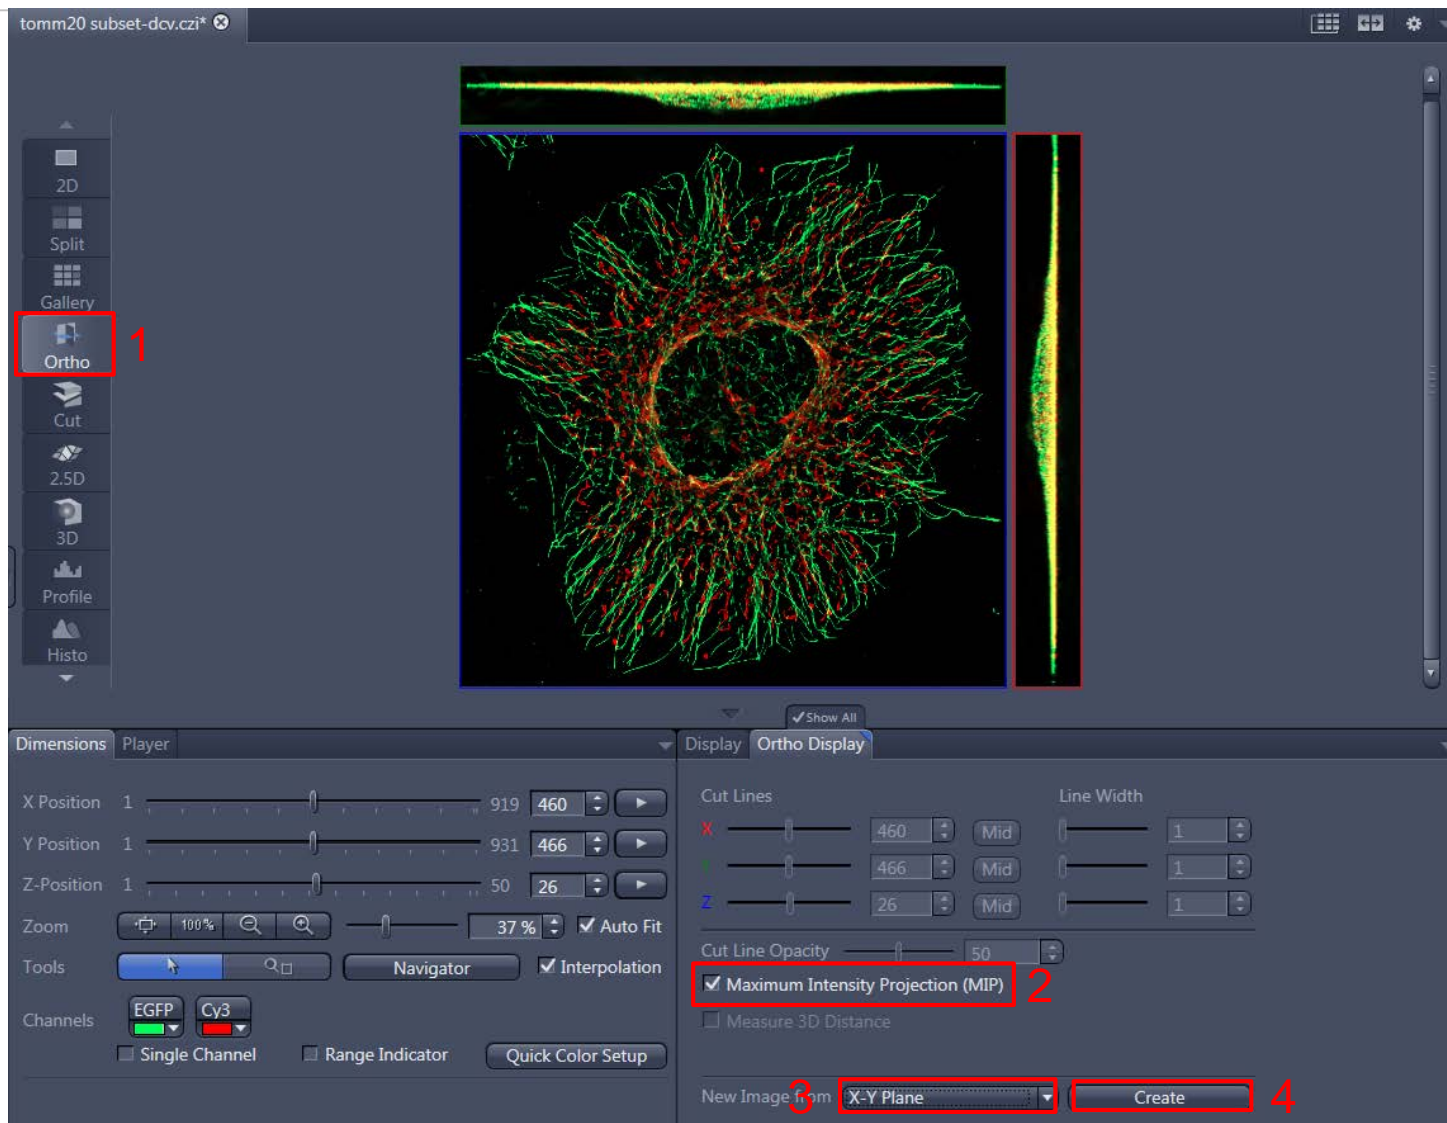 tomm20 subset-dcv.czi*
2D
Split
Gallery
Ortho 1
Cut
2.5D
3D
Profile
Histo
Show All
Dimensions Player
X Position 1 919 460
Y Position 1 931 466
Z-Position 1 50 26
Zoom 100% 37 % Auto Fit
Tools Navigator Interpolation
Channels EGFP Cy3
Single Channel Range Indicator Quick Color Setup
Display Ortho Display
Cut Lines Line Width
X 460 Mid 1
466 Mid 1
Z 26 Mid 1
Cut Line Opacity 50
Maximum Intensity Projection (MIP) 2
Measure 3D Distance
New Image from 3 X-Y Plane Create 4